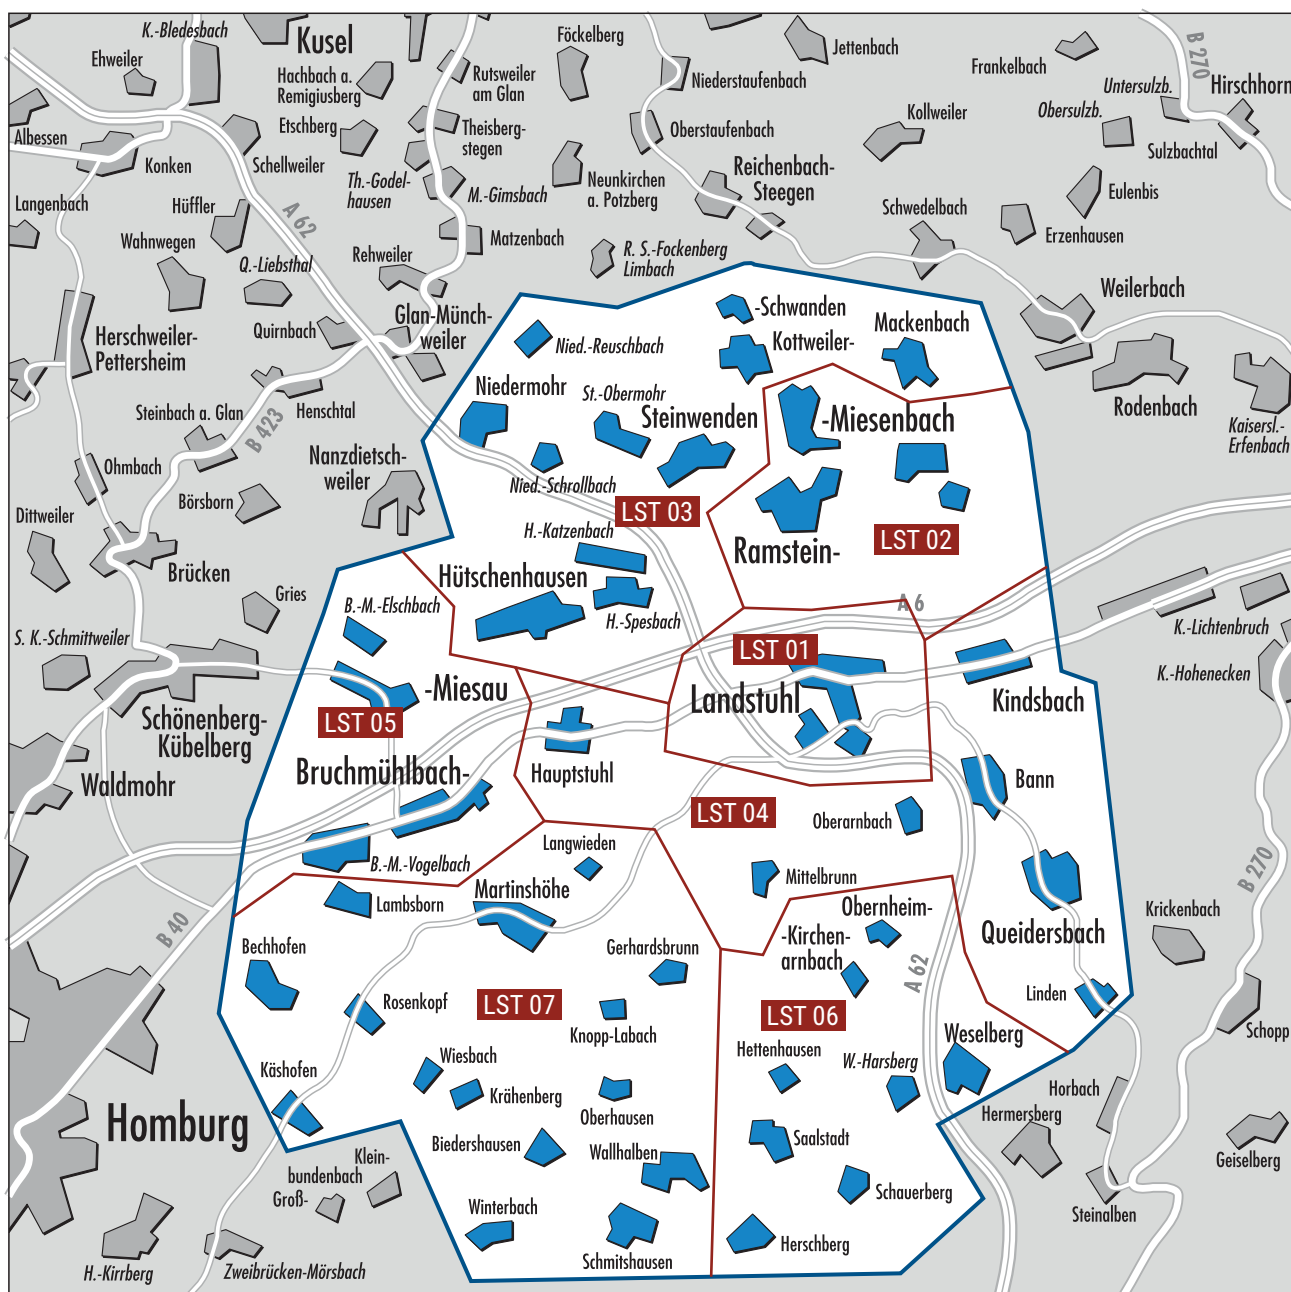 K.-Bledesbach
Kusel
Föckelberg
Jettenbach
Frankelbach
B 270
Ehweiler
Hachbach a.
Remigiusberg
Rutsweiler
am Glan
Niederstaufenbach
Untersulzb.
Hirschhorn
Albessen
Etschberg
Theisberg-
stegen
Oberstaufenbach
Kollweiler
Obersulzb.
Sulzbachtal
Konken
Schellweiler
Th.-Godel-
hausen
M.-Gimsbach
Neunkirchen
a. Potzberg
Reichenbach-
Steegen
Eulenbis
Langenbach
Hüffler
A 62
Schwedelbach
Erzenhausen
Wahnwegen
Q.-Liebsthal
Rehweiler
Matzenbach
R. S.-Fockenberg
Limbach
Weilerbach
Quirnbach
Glan-Münch-
weiler
-Schwanden
Kottweiler-
Mackenbach
Herschweiler-
Pettersheim
Nied.-Reuschbach
Niedermohr
St.-Obermohr
Steinwenden
-Miesenbach
Rodenbach
Kaisersl.-
Erfenbach
Steinbach a. Glan
Henschtal
B 423
Ohmbach
Nanzdietsch-
weiler
Nied.-Schrollbach
Börsborn
LST 03
LST 02
Dittweiler
H.-Katzenbach
Ramstein-
Brücken
Hütschenhausen
Gries
B.-M.-Elschbach
H.-Spesbach
A 6
K.-Lichtenbruch
S. K.-Schmittweiler
LST 01
K.-Hohenecken
-Miesau
Landstuhl
Kindsbach
Schönenberg-
Kübelberg
LST 05
Waldmohr
Bruchmühlbach-
Hauptstuhl
Bann
LST 04
Oberarnbach
Langwieden
B.-M.-Vogelbach
Mittelbrunn
B 270
Lambsborn
Martinshöhe
Obernheim-
-Kirchen-
arnbach
Queidersbach
Krickenbach
B 40
Bechhofen
Gerhardsbrunn
A 62
Linden
Rosenkopf
LST 07
Knopp-Labach
LST 06
Weselberg
Schopp
Hettenhausen
W.-Harsberg
Wiesbach
Käshofen
Krähenberg
Oberhausen
Horbach
Hermersberg
Homburg
Biedershausen
Wallhalben
Saalstadt
Geiselberg
Klein-
bundenbach
Groß-
Schauerberg
Winterbach
Steinalben
Schmitshausen
Herschberg
H.-Kirrberg
Zweibrücken-Mörsbach